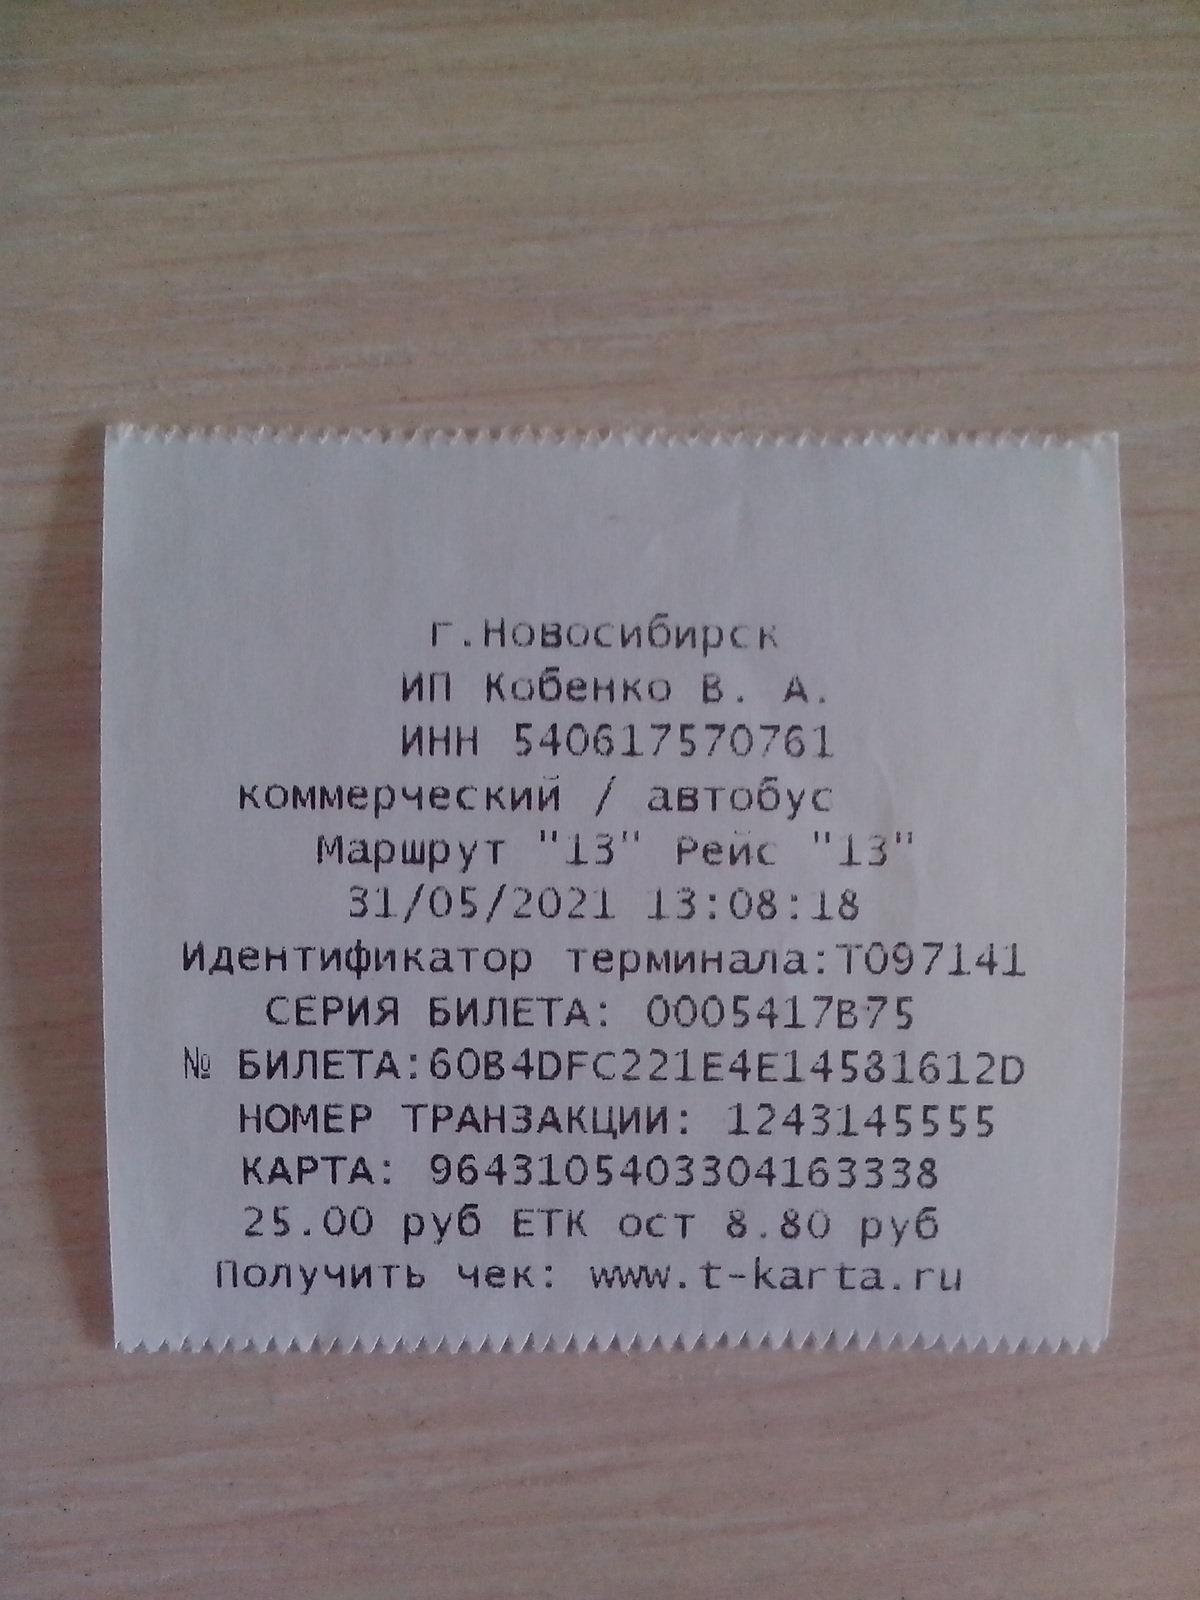 г.Новосибирск
ИП Кобенко В. А.
ИНН 540617570761
коммерческий / автобус
Маршрут "13" Рейс "13"
31/05/2021 13:08:18
Идентификатор терминала:T097141
СЕРИЯ БИЛЕТА: 0005417B75
№ БИЛЕТА:60B4DFC221E4E14581612D
НОМЕР ТРАНЗАКЦИИ: 1243145555
КАРТА: 9643105403304163338
25.00 руб ЕТК ост 8.80 руб
Получить чек: www.t-karta.ru